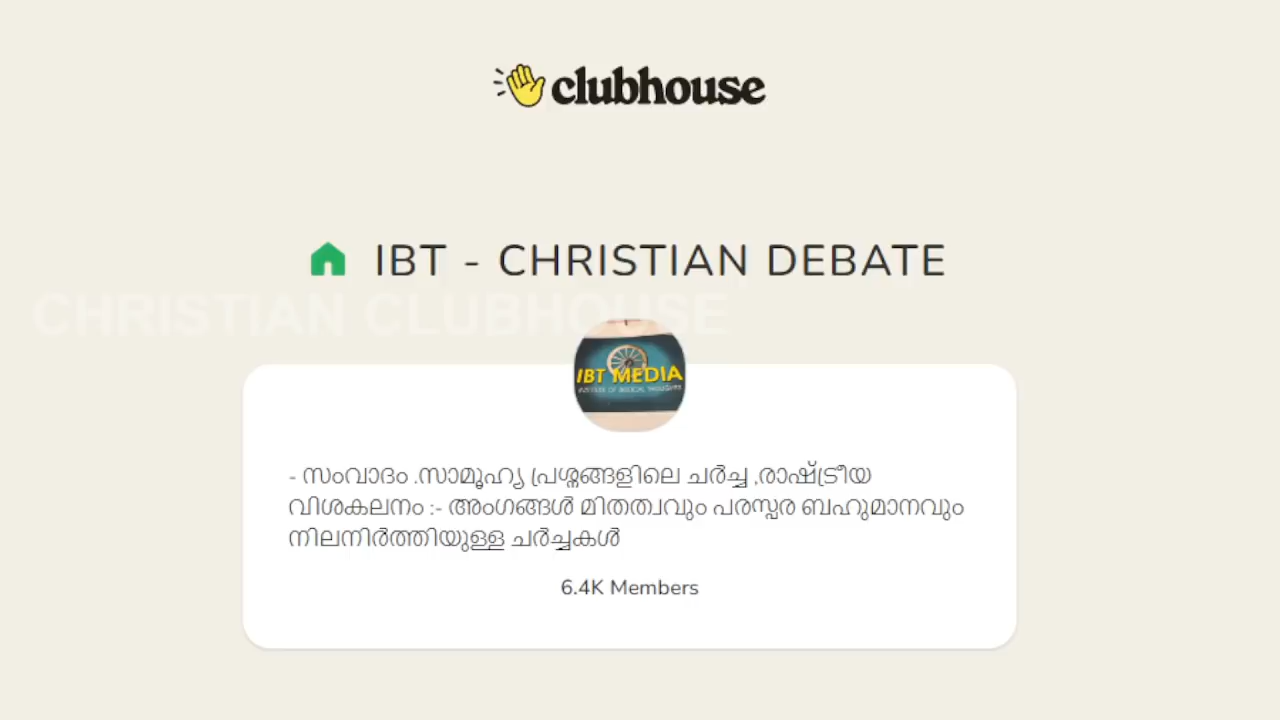 clubhouse
IBT - CHRISTIAN DEBATE
CHRISTIAN CLUBHOUSE
IBT MEDIA
- സംവാദം .സാമൂഹ്യ പ്രശ്നങ്ങളിലെ ചർച്ച ,രാഷ്ട്രീയ
വിശകലനം :- അംഗങ്ങൾ മിതത്വവും പരസ്പര ബഹുമാനവും
നിലനിർത്തിയുള്ള ചർച്ചകൾ
6.4K Members